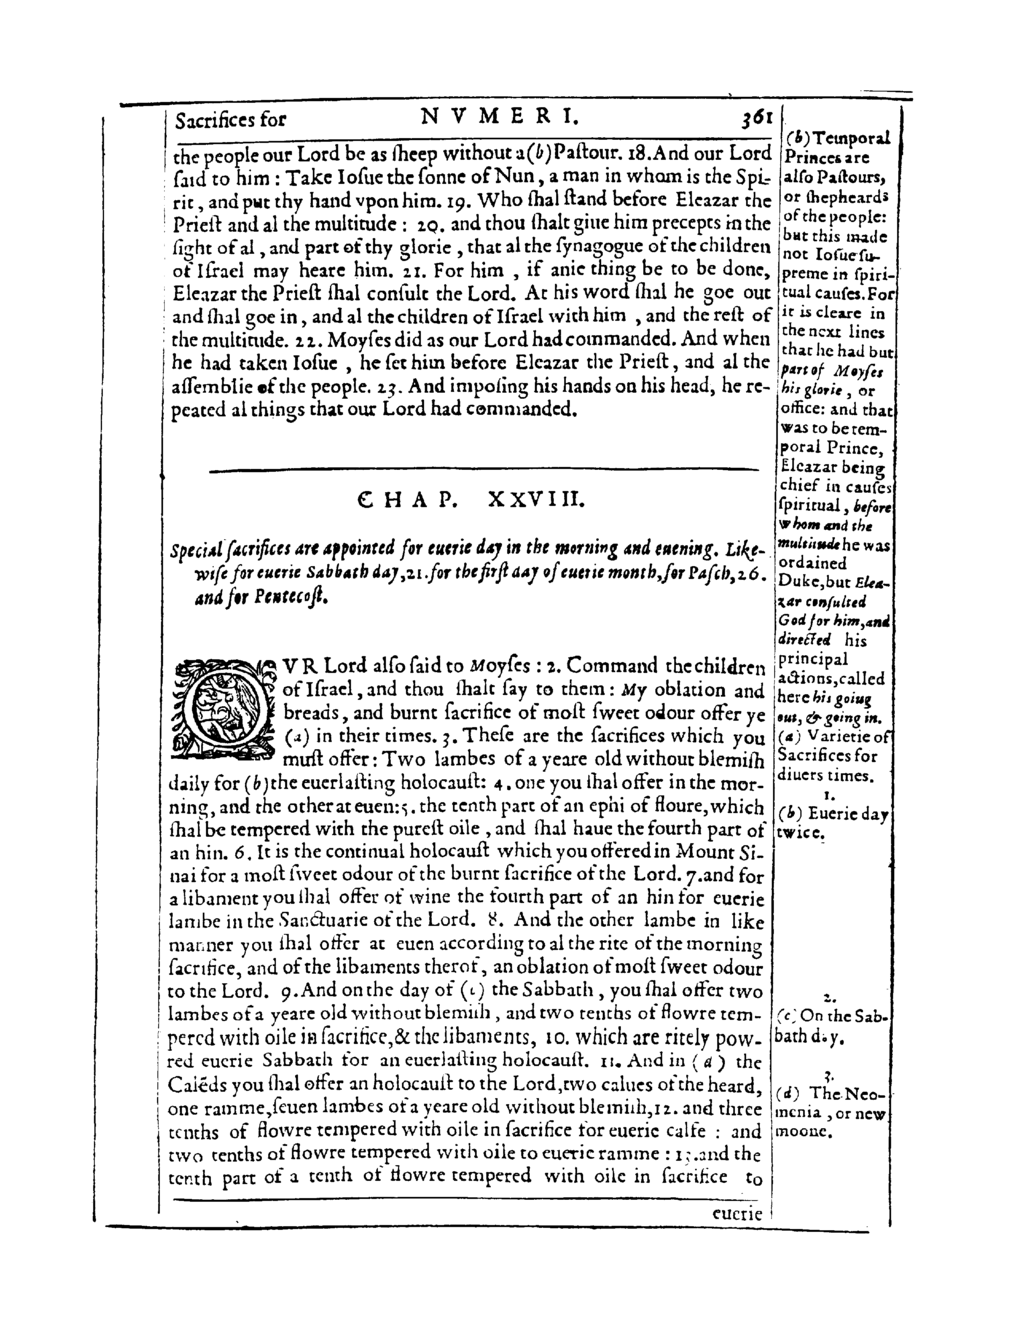 Sacrifices for N V M E R I. 361
the people our Lord be as ſheep without a(b)Paſtour. 18.And our Lord
ſaid to him : Take Ioſue the ſonne of Nun , a man in whom is the Spi-
rit , and put thy hand vpon him. 19. Who ſhal ſtand before Eleazar the
Prieſt and al the multitude : 20. and thou ſhalt giue him precepts in the
ſight of al , and part of thy glorie , that al the ſynagogue of the children
of Iſrael may heare him. 21. For him , if anie thing be to be done,
Eleazar the Prieſt ſhal conſult the Lord. At his word ſhal he goe out
and ſhal goe in , and al the children of Iſrael with him , and the reſt of
the multitude. 22. Moyſes did as our Lord had commanded. And when
he had taken Ioſue , he ſet him before Eleazar the Prieſt , and al the
aſſemblie of the people. 23. And impoſing his hands on his head, he re-
peated al things that our Lord had commanded.
C H A P. X X V I I I.
Special ſacrifices are appointed for euerie day in the morning and euening. Like-
wiſe for euerie Sabbath day,21.for the firſt day of euerie month,for Paſch,26.
and for Pentecoſt.
OVR Lord alſo ſaid to Moyſes : 2. Command the children
of Iſrael , and thou ſhalt ſay to them : My oblation and
breads , and burnt ſacrifice of moſt ſweet odour offer ye
(a) in their times. 3. Theſe are the ſacrifices which you
muſt offer : Two lambes of a yeare old without blemiſh
daily for (b)the euerlaſting holocauſt: 4. one you ſhal offer in the mor-
ning, and the other at euen:5. the tenth part of an ephi of floure, which
ſhal be tempered with the pureſt oile , and ſhal haue the fourth part of
an hin. 6. It is the continual holocauſt which you offered in Mount Si-
nai for a moſt ſweet odour of the burnt ſacrifice of the Lord. 7.and for
a libament you ſhal offer of wine the fourth part of an hin for euerie
lambe in the Sanctuarie of the Lord. 8. And the other lambe in like
manner you ſhal offer at euen according to al the rite of the morning
ſacrifice, and of the libaments therof , an oblation of moſt ſweet odour
to the Lord. 9.And on the day of (c) the Sabbath , you ſhal offer two
lambes of a yeare old without blemiſh , and two tenths of flowre tem-
pered with oile in ſacrifice,& the libaments, 10. which are ritely pow-
red euerie Sabbath for an euerlaſting holocauſt. 11. And in (d) the
Calēds you ſhal offer an holocauſt to the Lord,two calues of the heard,
one ramme,ſeuen lambes of a yeare old without blemiſh,12. and three
tenths of flowre tempered with oile in ſacrifice for euerie calfe : and
two tenths of flowre tempered with oile to euerie ramme : 13.and the
tenth part of a tenth of flowre tempered with oile in ſacrifice to
euerie
(b) Temporal
Princes are
alſo Paſtours,
or ſhepheards
of the people:
but this made
not Ioſue ſu-
preme in ſpiri-
tual cauſes. For
it is cleare in
the next lines
that he had but
part of Moyſes
his glorie , or
office: and that
was to be tem-
poral Prince,
Eleazar being
chief in cauſes
ſpiritual , before
whom and the
multitude he was
ordained
Duke,but Elea-
zar conſulted
God for him,and
directed his
principal
actions,called
here his going
out, & going in.
(a) Varietie of
Sacrifices for
diuers times.
1.
(b) Euerie day
twice.
2.
(c) On the Sab-
bath day.
3.
(d) The Neo-
menia , or new
moone.